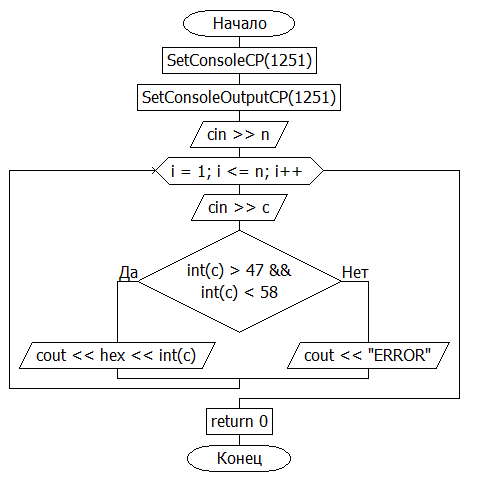 Начало
SetConsoleCP(1251)
SetConsoleOutputCP(1251)
cin >> n
i = 1; i <= n; i++
cin >> c
Да
int(c) > 47 &&
int(c) < 58
Нет
cout << hex << int(c)
cout << "ERROR"
return 0
Конец